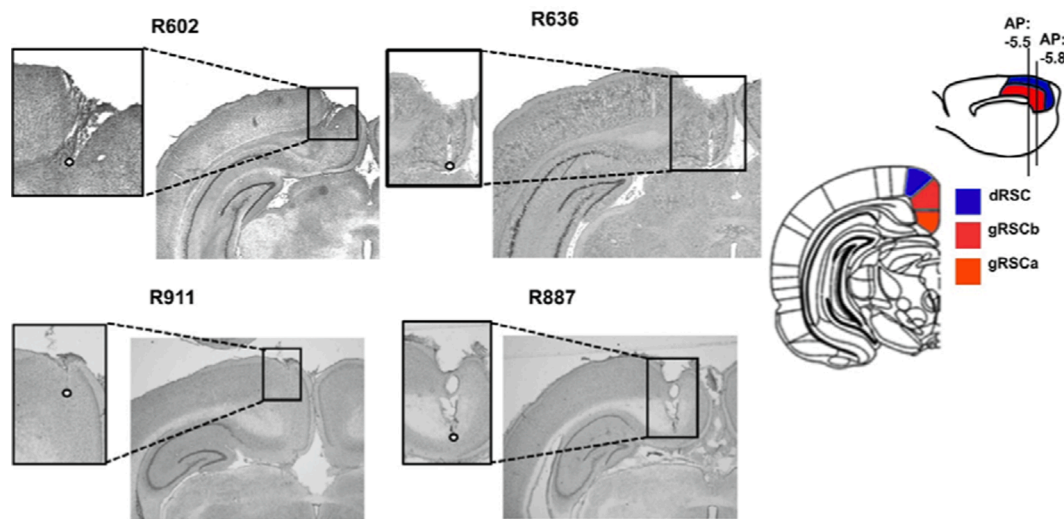 R602
R636
AP:
-5.5
AP:
-5.8
dRSC
gRSCb
gRSCa
R911
R887